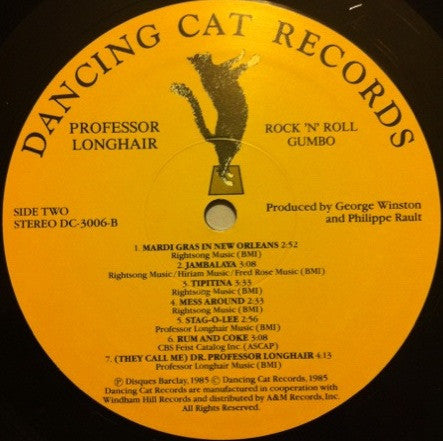 DANCING CAT RECORDS
PROFESSOR
LONGHAIR
ROCK 'N' ROLL
GUMBO
SIDE TWO
STEREO DC-3006-B
Produced by George Winston
and Philippe Rault
1. MARDI GRAS IN NEW ORLEANS 2:52
Rightsong Music (BMI)
2. JAMBALAYA 3:08
Rightsong Music/Hiriam Music/Fred Rose Music (BMI)
3. TIPITINA 3:33
Rightsong Music (BMI)
4. MESS AROUND 2:33
Rightsong Music (BMI)
5. STAG-O-LEE 2:56
Professor Longhair Music (BMI)
6. RUM AND COKE 3:08
CBS Feist Catalog Inc. (ASCAP)
7. (THEY CALL ME) DR. PROFESSOR LONGHAIR 4:13
Professor Longhair Music (BMI)
Ⓟ Disques Barclay, 1985 © Dancing Cat Records, 1985
Dancing Cat Records are manufactured in cooperation with
Windham Hill Records and distributed by A&M Records, Inc.
All Rights Reserved.